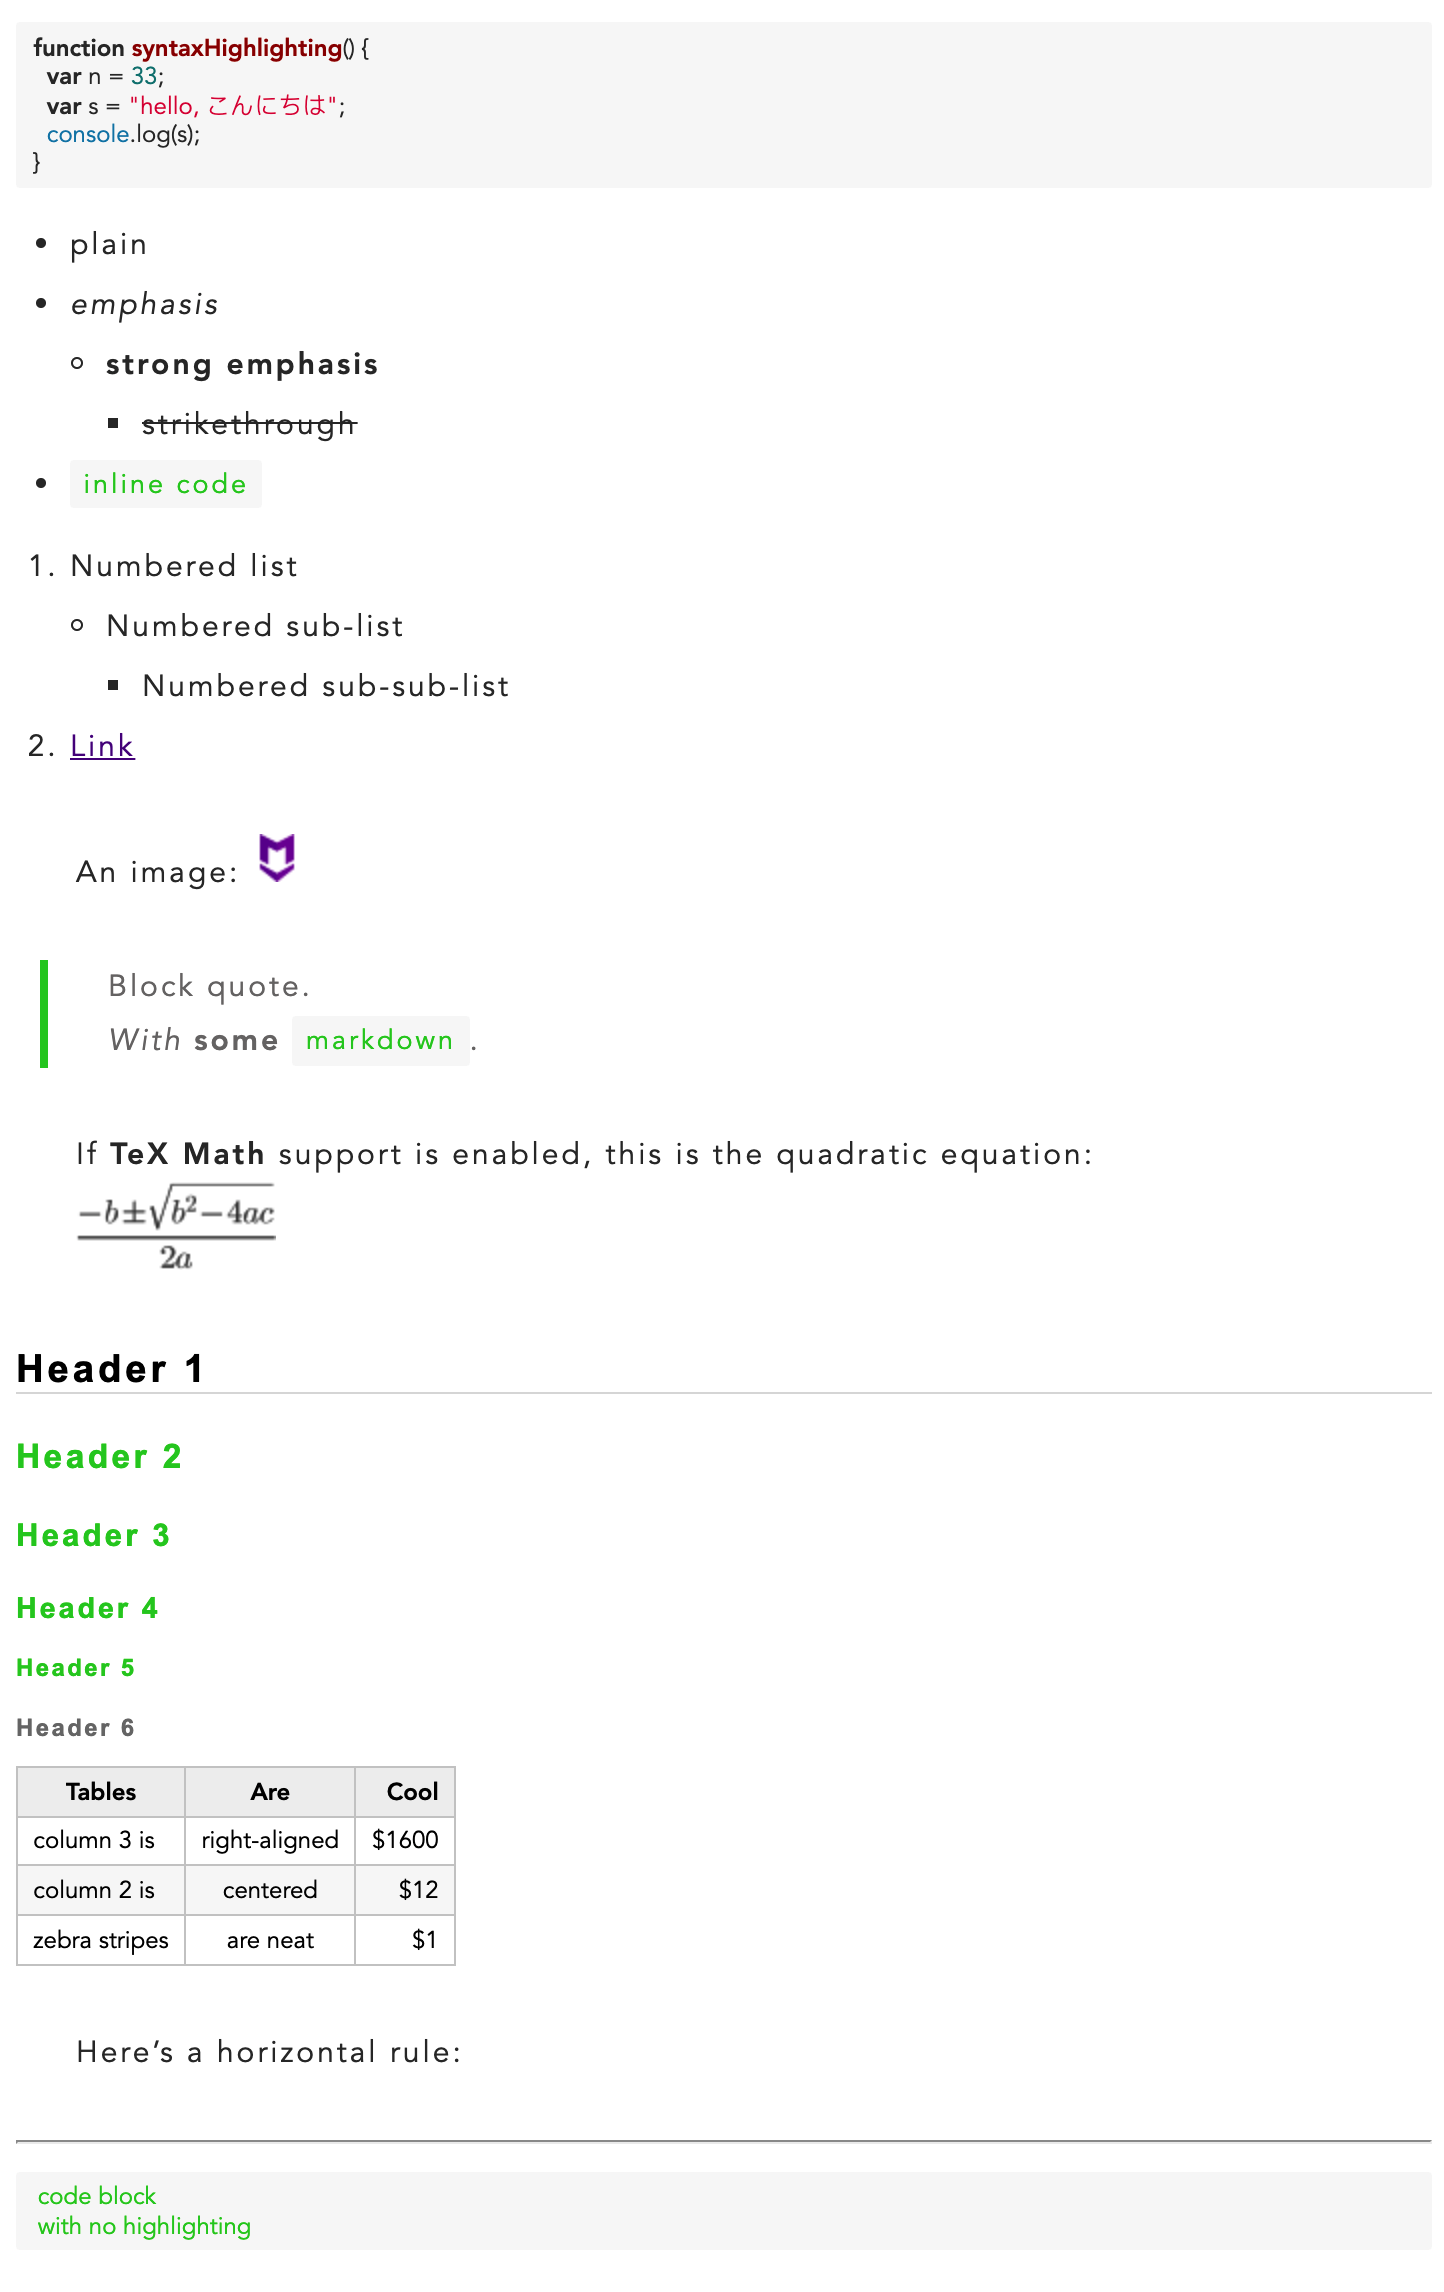 function syntaxHighlighting() {
  var n = 33;
  var s = "hello, こんにちは";
  console.log(s);
}
plain
emphasis
strong emphasis
strikethrough
inline code
1. Numbered list
Numbered sub-list
Numbered sub-sub-list
2. Link
An image:
Block quote.
With some markdown.
If TeX Math support is enabled, this is the quadratic equation:
−b±√b²−4ac
2a
Header 1
Header 2
Header 3
Header 4
Header 5
Header 6
Tables Are Cool
column 3 is right-aligned $1600
column 2 is centered $12
zebra stripes are neat $1
Here’s a horizontal rule:
code block
with no highlighting